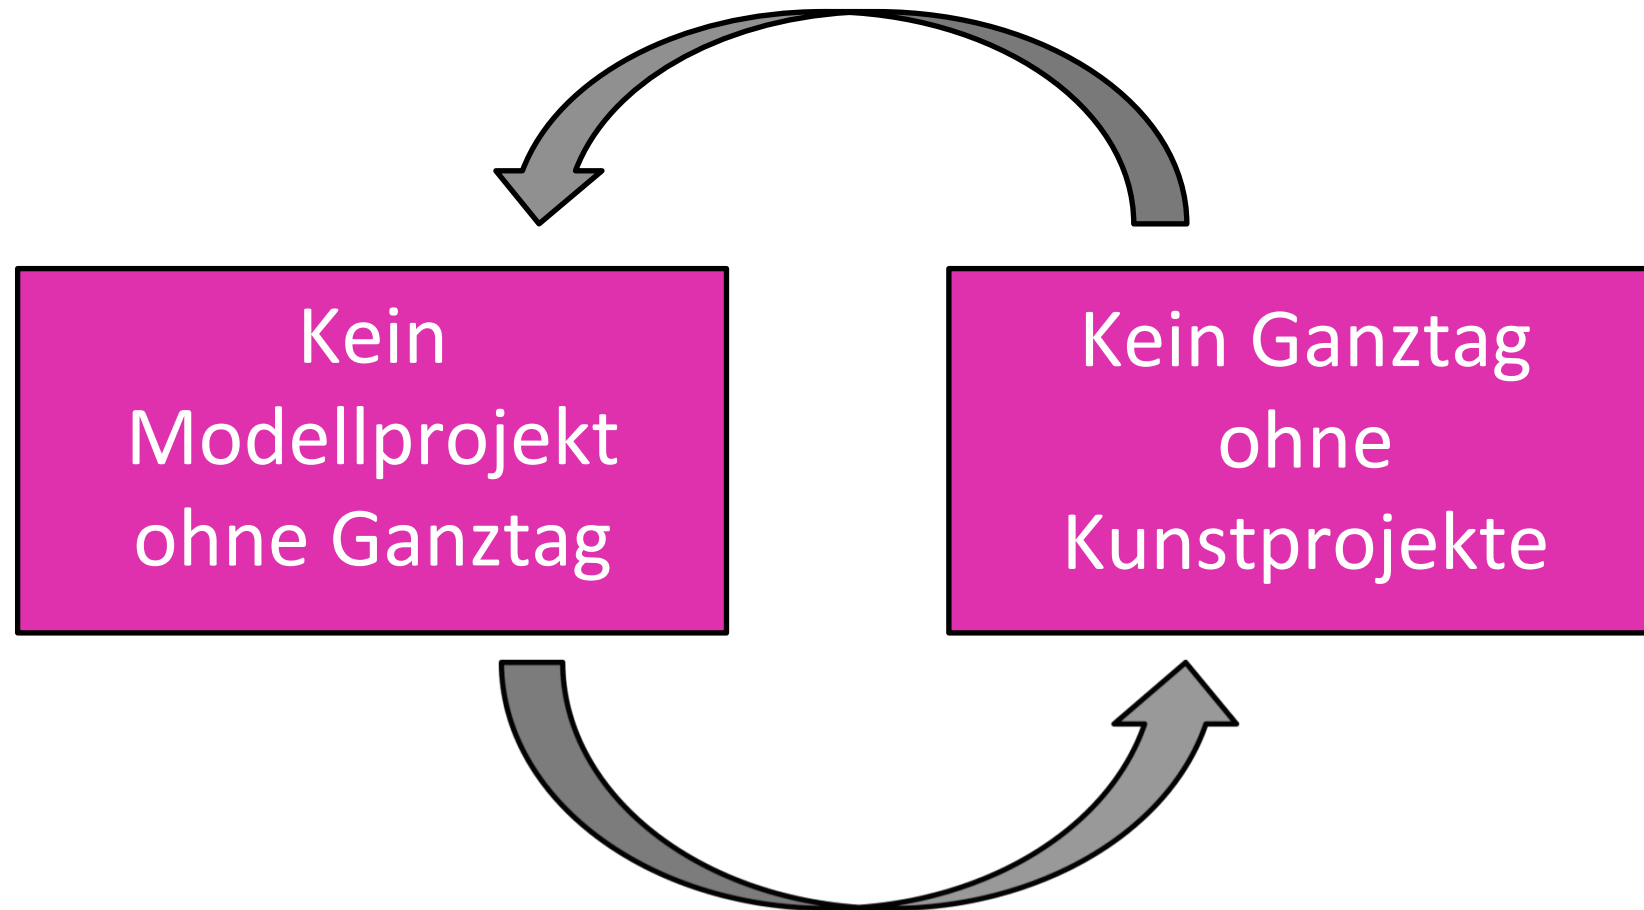 Kein
Modellprojekt
ohne Ganztag
Kein Ganztag
ohne
Kunstprojekte